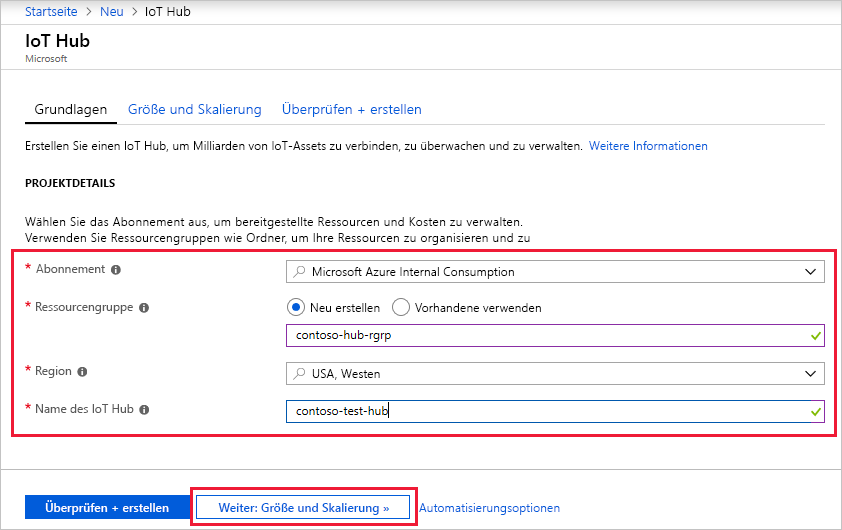 Startseite > Neu > IoT Hub
IoT Hub
Microsoft
Grundlagen Größe und Skalierung Überprüfen + erstellen
Erstellen Sie einen IoT Hub, um Milliarden von IoT-Assets zu verbinden, zu überwachen und zu verwalten. Weitere Informationen
PROJEKTDETAILS
Wählen Sie das Abonnement aus, um bereitgestellte Ressourcen und Kosten zu verwalten.
Verwenden Sie Ressourcengruppen wie Ordner, um Ihre Ressourcen zu organisieren und zu
* Abonnement Microsoft Azure Internal Consumption
* Ressourcengruppe Neu erstellen Vorhandene verwenden
contoso-hub-rgrp
* Region USA, Westen
* Name des IoT Hub contoso-test-hub
Überprüfen + erstellen Weiter: Größe und Skalierung » Automatisierungsoptionen